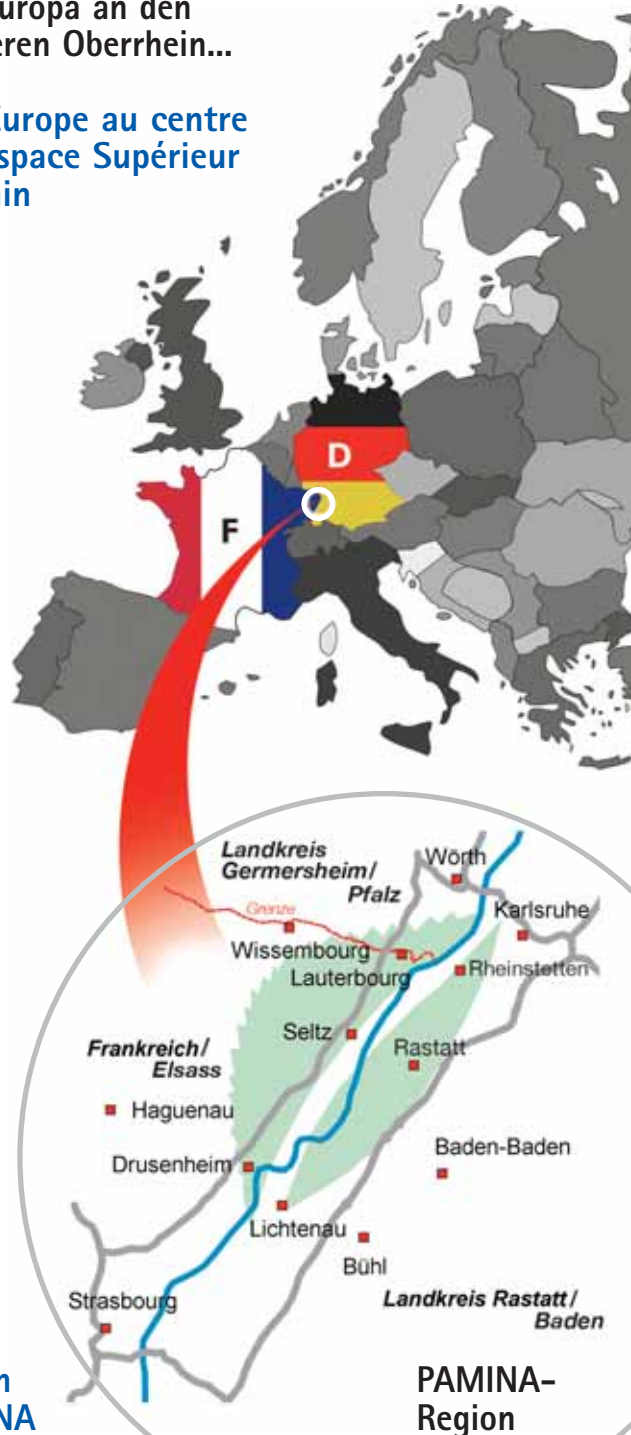 uropa an den
eren Oberrhein...
Europe au centre
space Supérieur
in
D
F
Landkreis
Germersheim/
Pfalz
Wörth
Karlsruhe
Grenze
Wissembourg
Lauterbourg
Rheinstetten
Seltz
Rastatt
Frankreich/
Elsass
Haguenau
Baden-Baden
Drusenheim
Lichtenau
Bühl
Strasbourg
Landkreis Rastatt/
Baden
n
NA
PAMINA-
Region